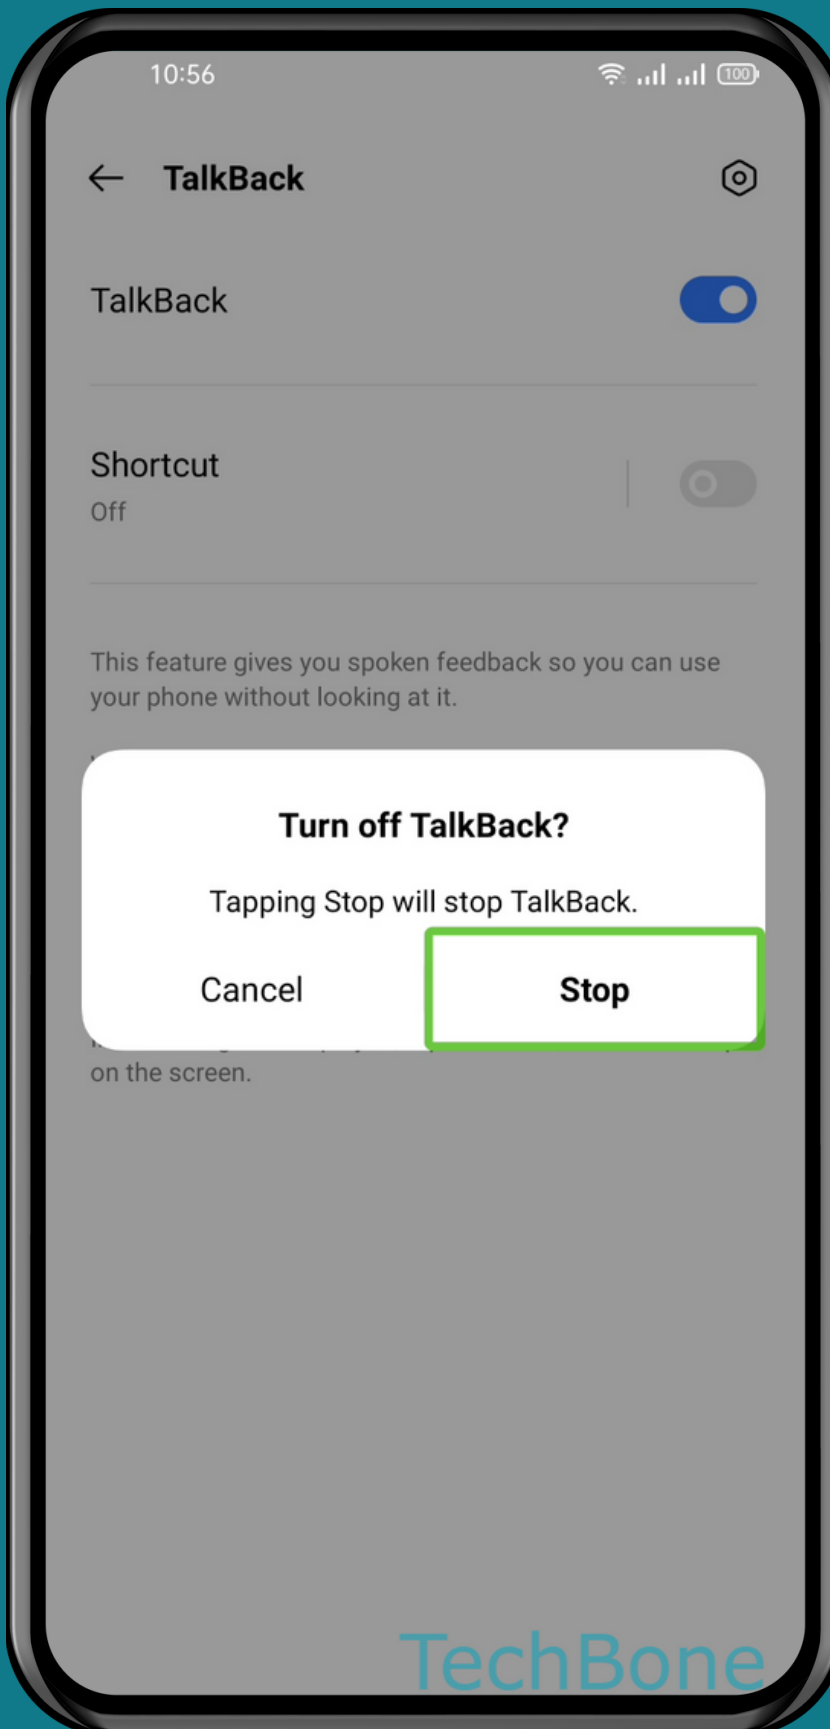 10:56
100
TalkBack
TalkBack
Shortcut
Off
This feature gives you spoken feedback so you can use
your phone without looking at it.
Turn off TalkBack?
Tapping Stop will stop TalkBack.
Cancel
Stop
on the screen.
TechBone